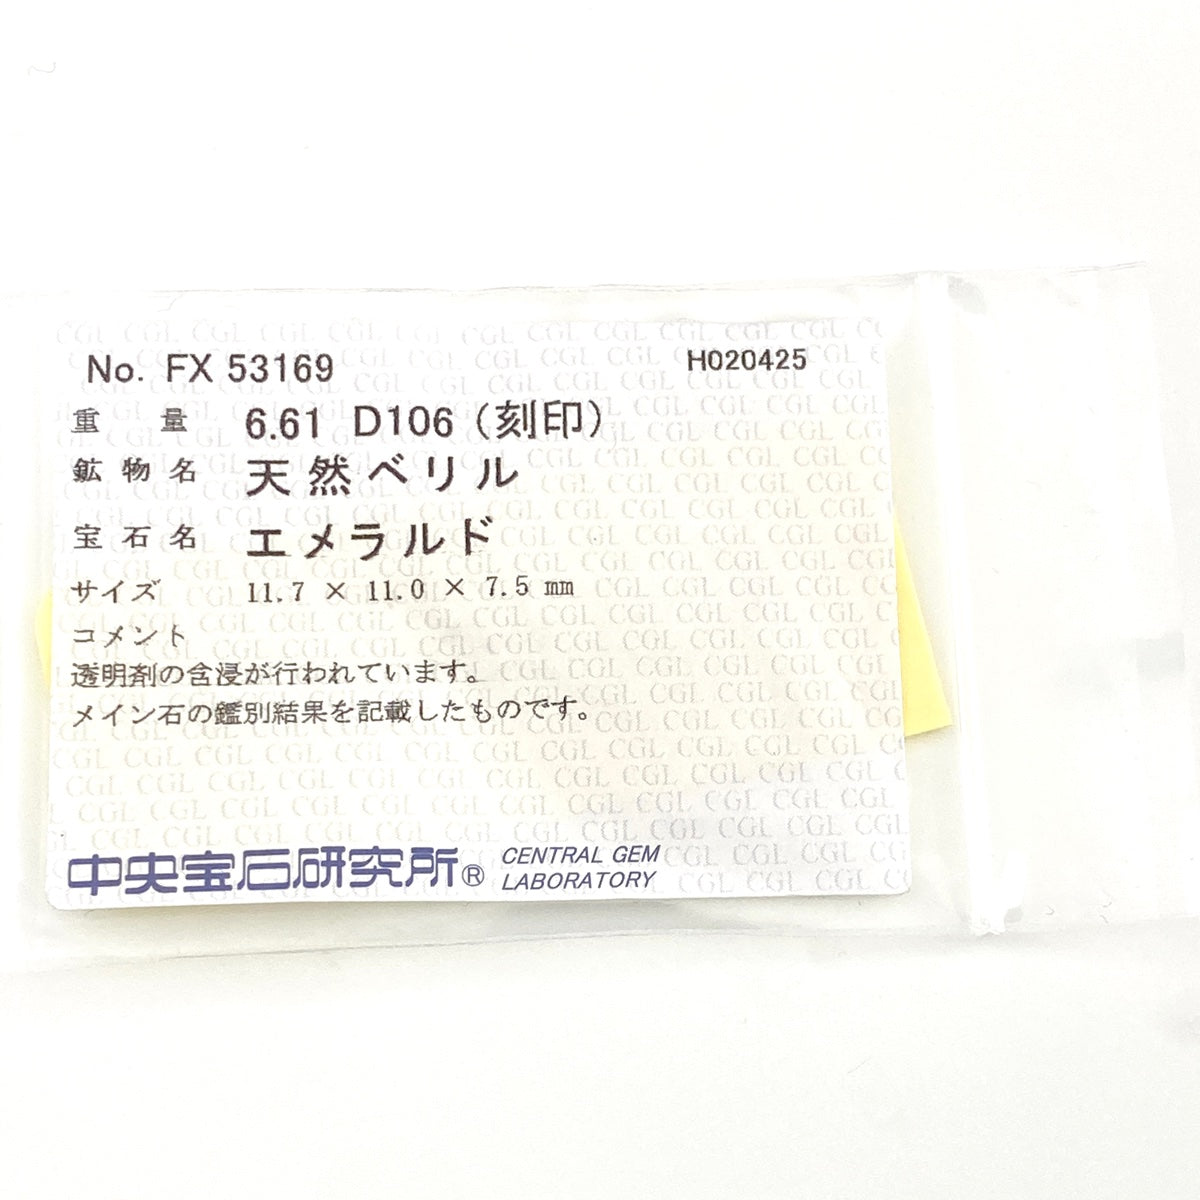 No. FX 53169 H020425
重量 6.61 D106（刻印）
鉱物名 天然ベリル
宝石名 エメラルド
サイズ 11.7 × 11.0 × 7.5 mm
コメント
透明剤の含浸が行われています。
メイン石の鑑別結果を記載したものです。
中央宝石研究所® CENTRAL GEM
LABORATORY